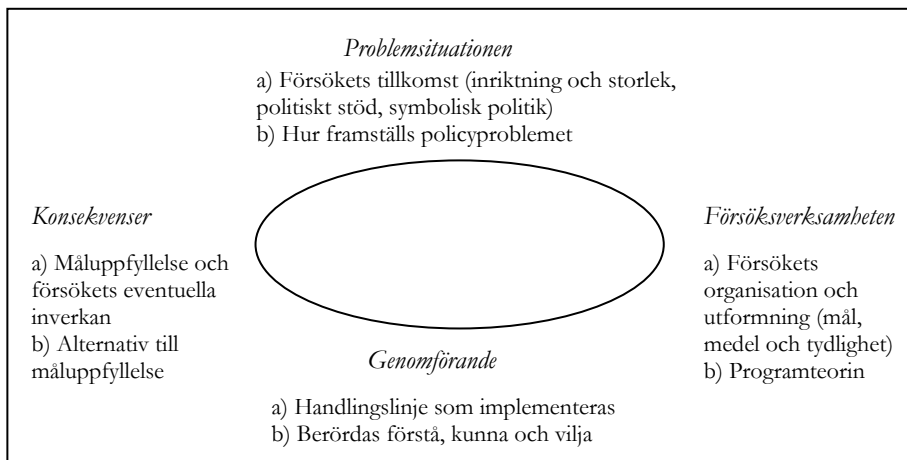 Problemsituationen
a) Försökets tillkomst (inriktning och storlek,
politiskt stöd, symbolisk politik)
b) Hur framställs policyproblemet
Konsekvenser
a) Måluppfyllelse och
försökets eventuella
inverkan
b) Alternativ till
måluppfyllelse
Försöksverksamheten
a) Försökets
organisation och
utformning (mål,
medel och tydlighet)
b) Programteorin
Genomförande
a) Handlingslinje som implementeras
b) Berördas förstå, kunna och vilja